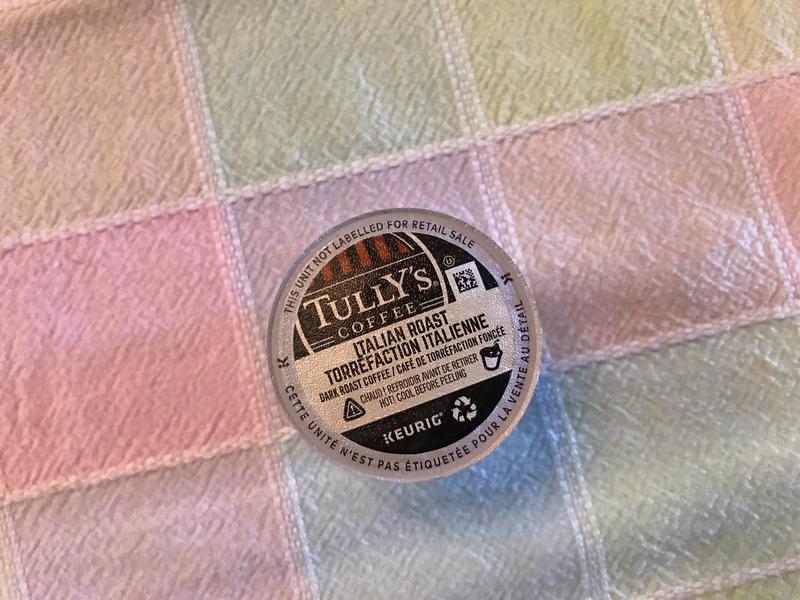 THIS UNIT NOT LABELLED FOR RETAIL SALE
TULLY'S
COFFEE
ITALIAN ROAST
TORRÉFACTION ITALIENNE
DARK ROAST COFFEE / CAFÉ DE TORRÉFACTION FONCÉE
CHAUD! REFROIDIR AVANT DE RETIRER
HOT! COOL BEFORE PEELING
KEURIG®
CETTE UNITÉ N'EST PAS ÉTIQUETÉE POUR LA VENTE AU DÉTAIL